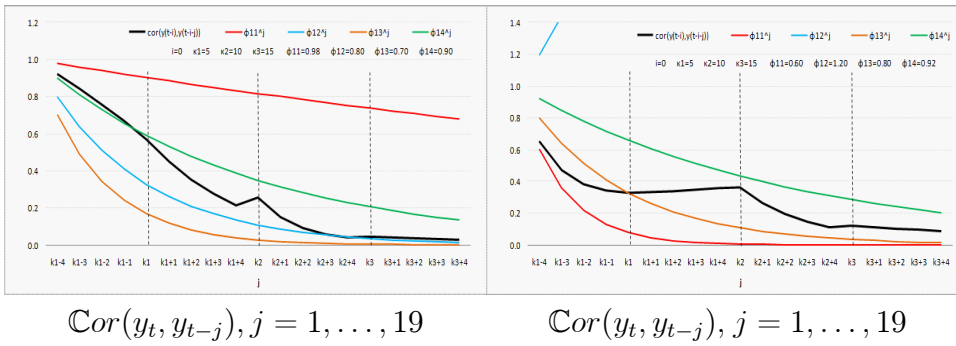 cor(y(t-i),y(t-i-j)) φ11^j φ12^j φ13^j φ14^j
i=0 κ1=5 κ2=10 κ3=15 φ11=0.98 φ12=0.80 φ13=0.70 φ14=0.90
1.2
1.0
0.8
0.6
0.4
0.2
0.0
k1-4 k1-3 k1-2 k1-1 k1 k1+1 k1+2 k1+3 k1+4 k2 k2+1 k2+2 k2+3 k2+4 k3 k3+1 k3+2 k3+3 k3+4
j
ℂor(y_t, y_{t−j}), j = 1, . . . , 19
cor(y(t-i),y(t-i-j)) φ11^j φ12^j φ13^j φ14^j
i=0 κ1=5 κ2=10 κ3=15 φ11=0.60 φ12=1.20 φ13=0.80 φ14=0.92
1.4
1.2
1.0
0.8
0.6
0.4
0.2
0.0
k1-4 k1-3 k1-2 k1-1 k1 k1+1 k1+2 k1+3 k1+4 k2 k2+1 k2+2 k2+3 k2+4 k3 k3+1 k3+2 k3+3 k3+4
j
ℂor(y_t, y_{t−j}), j = 1, . . . , 19